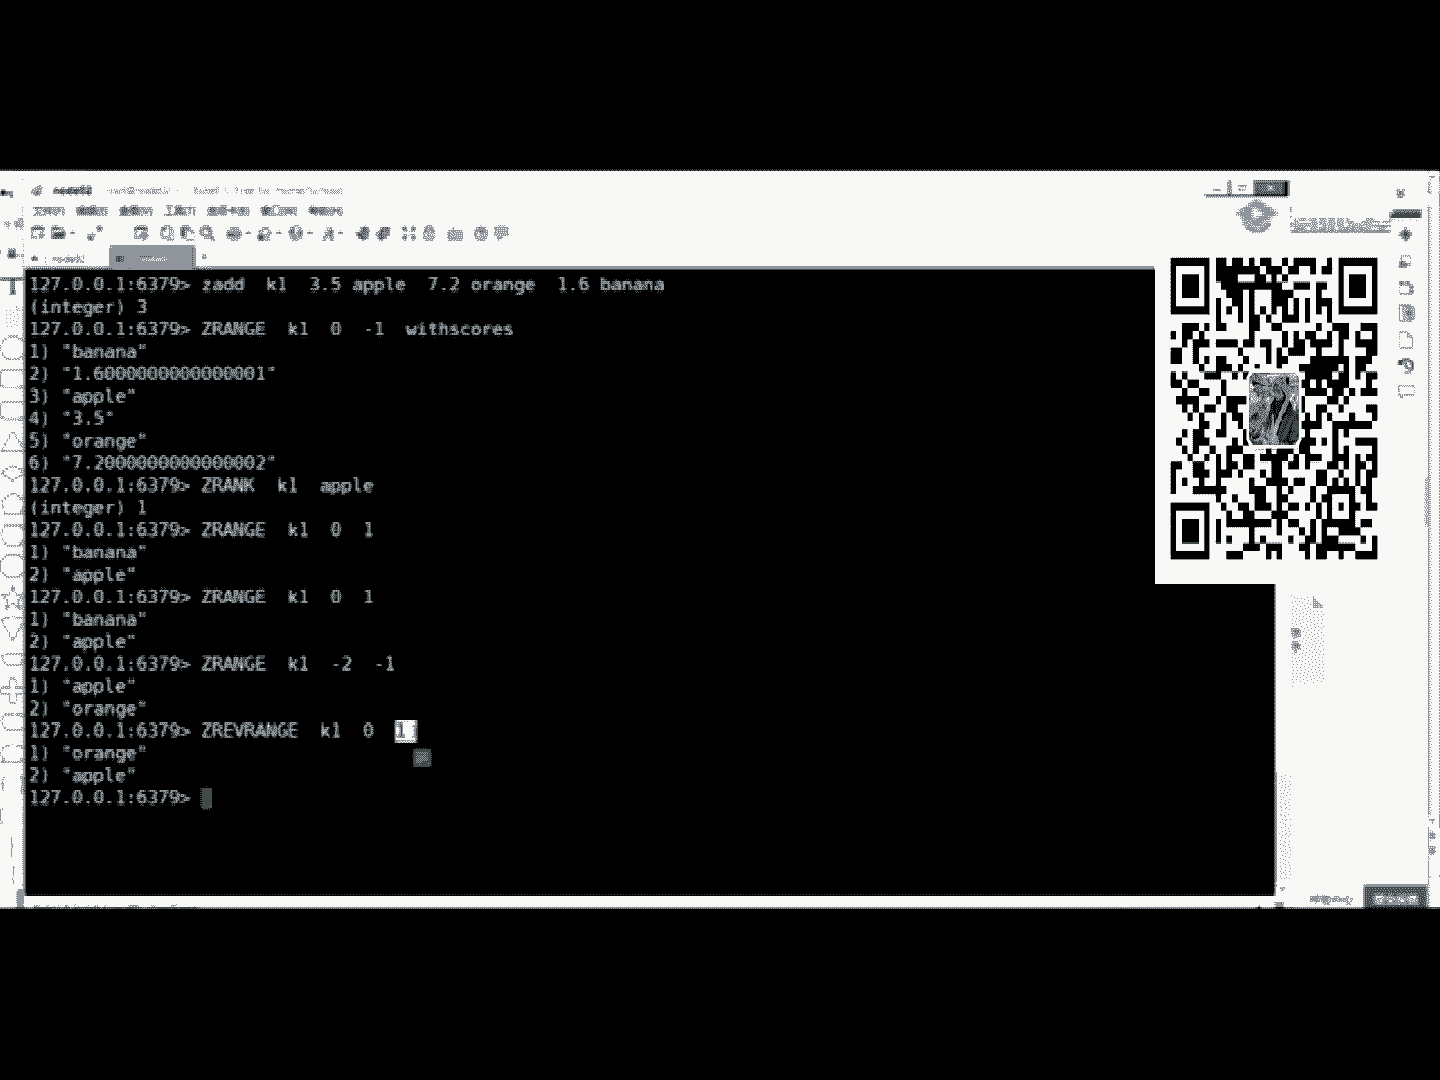 127.0.0.1:6379> zadd  k1  3.5 apple  7.2 orange  1.6 banana
(integer) 3
127.0.0.1:6379> ZRANGE  k1  0  -1  withscores
1) "banana"
2) "1.6000000000000001"
3) "apple"
4) "3.5"
5) "orange"
6) "7.2000000000000002"
127.0.0.1:6379> ZRANK  k1  apple
(integer) 1
127.0.0.1:6379> ZRANGE  k1  0  1
1) "banana"
2) "apple"
127.0.0.1:6379> ZRANGE  k1  0  1
1) "banana"
2) "apple"
127.0.0.1:6379> ZRANGE  k1  -2  -1
1) "apple"
2) "orange"
127.0.0.1:6379> ZREVRANGE  k1  0  1
1) "orange"
2) "apple"
127.0.0.1:6379>